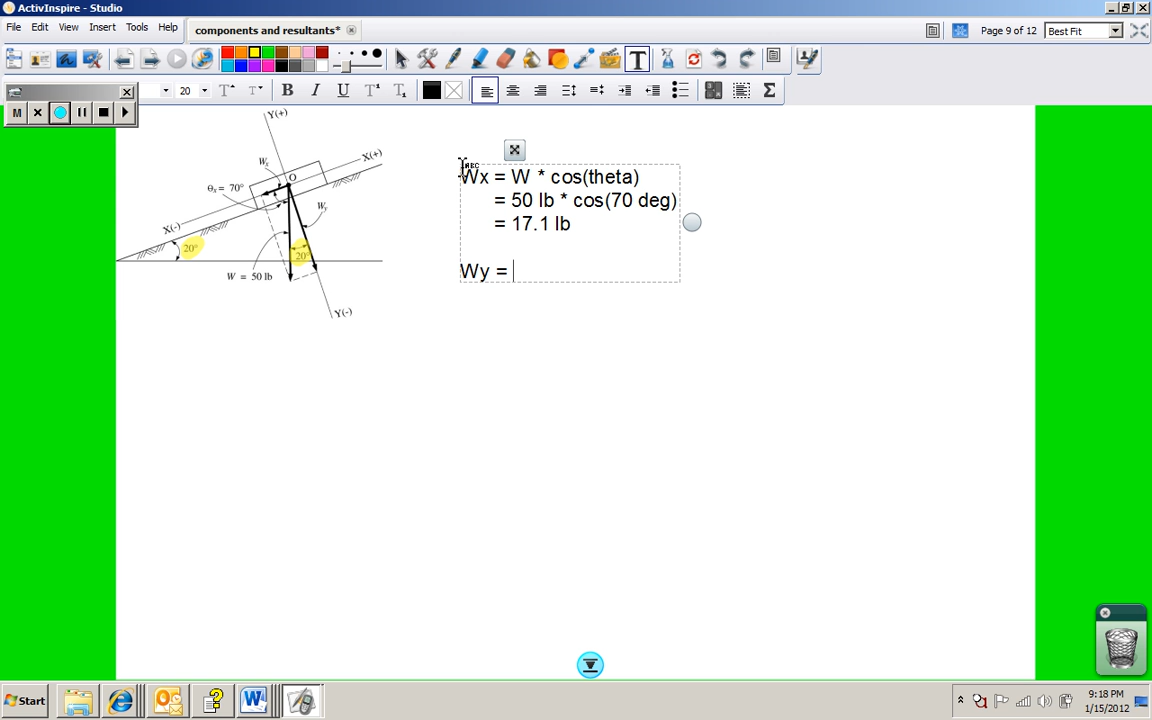 ActivInspire - Studio
File Edit View Insert Tools Help
components and resultants*
Page 9 of 12
Best Fit
20
B I U T T
M
Y(+)
X(+)
Wx
O
θx = 70°
Wy
X(-)
20°
20°
W = 50 lb
Y(-)
ABC
Wx = W * cos(theta)
= 50 lb * cos(70 deg)
= 17.1 lb
Wy =
Start
9:18 PM
1/15/2012